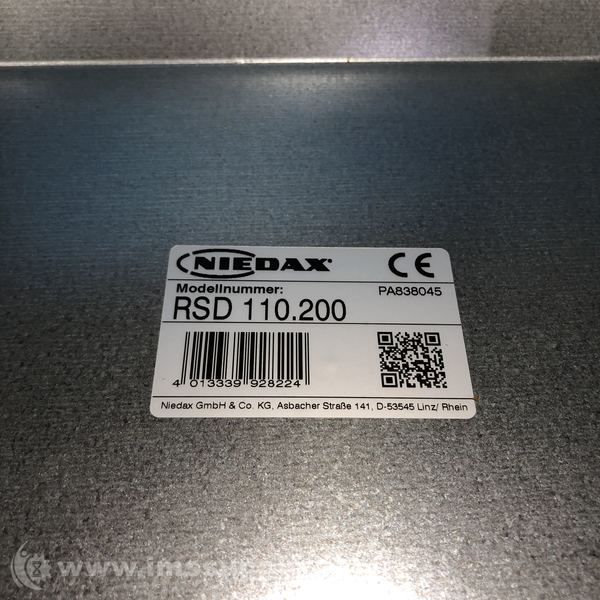 NIEDAX
CE
Modellnummer:
PA838045
RSD 110.200
4 013339 928224
Niedax GmbH & Co. KG, Asbacher Straße 141, D-53545 Linz/ Rhein